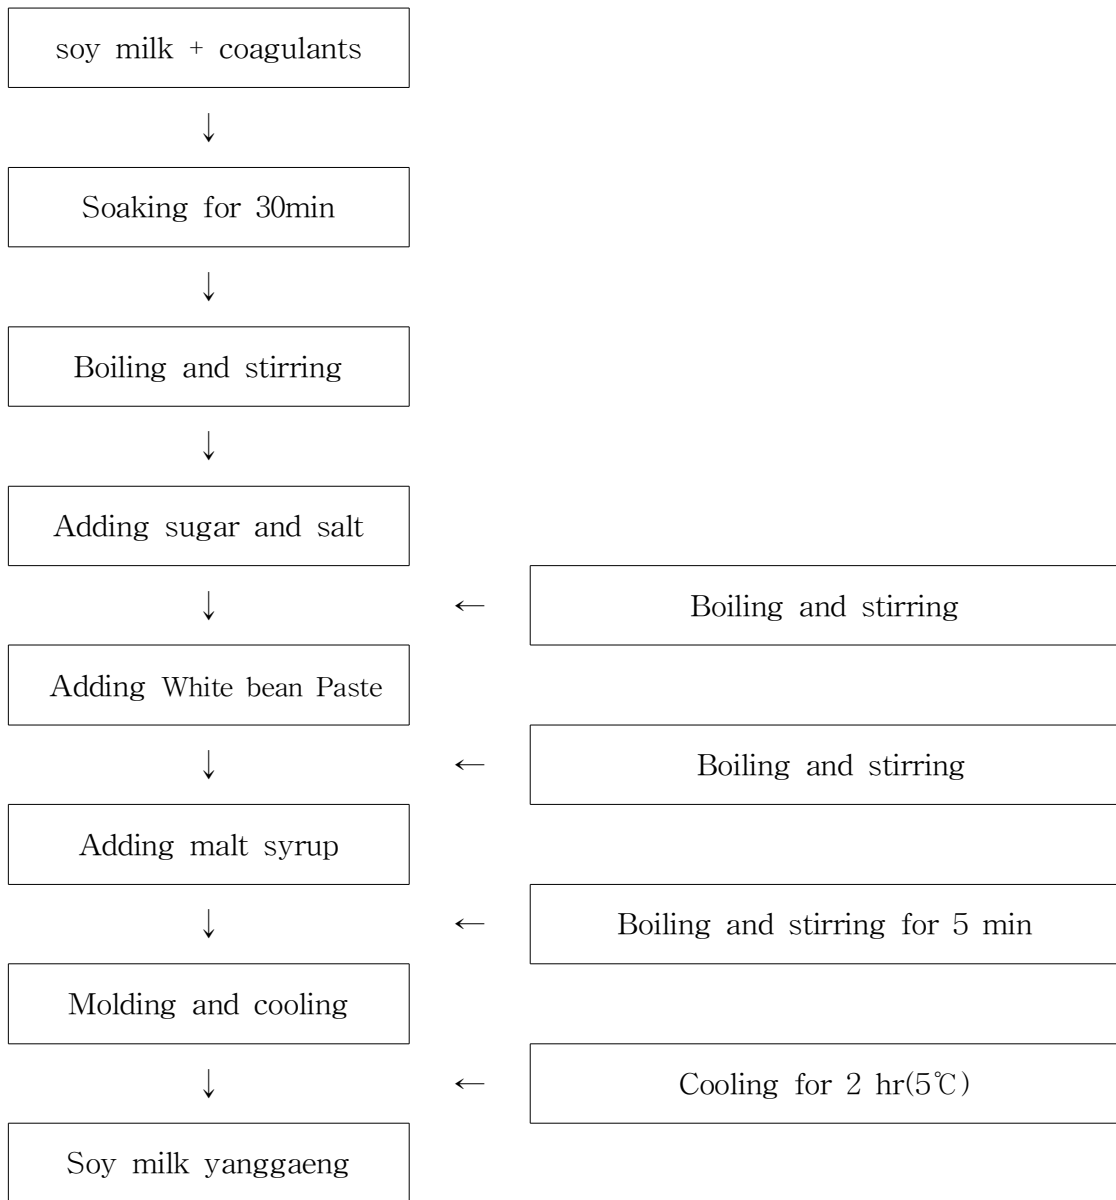 soy milk + coagulants
↓
Soaking for 30min
↓
Boiling and stirring
↓
Adding sugar and salt
↓ ← Boiling and stirring
Adding White bean Paste
↓ ← Boiling and stirring
Adding malt syrup
↓ ← Boiling and stirring for 5 min
Molding and cooling
↓ ← Cooling for 2 hr(5℃)
Soy milk yanggaeng